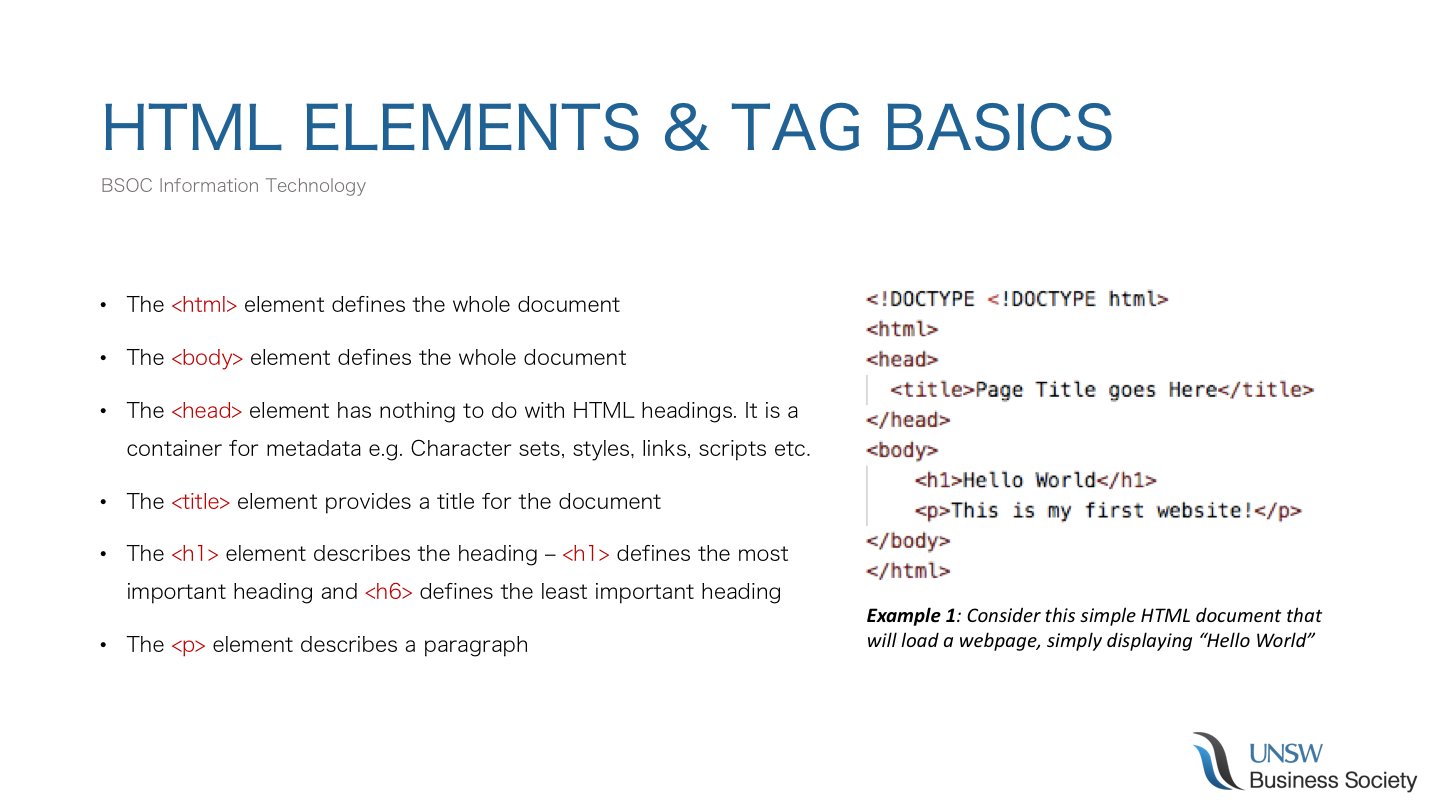 HTML ELEMENTS & TAG BASICS
BSOC Information Technology
• The <html> element defines the whole document
• The <body> element defines the whole document
• The <head> element has nothing to do with HTML headings. It is a
container for metadata e.g. Character sets, styles, links, scripts etc.
• The <title> element provides a title for the document
• The <h1> element describes the heading – <h1> defines the most
important heading and <h6> defines the least important heading
• The <p> element describes a paragraph
<!DOCTYPE <!DOCTYPE html>
<html>
<head>
  <title>Page Title goes Here</title>
</head>
<body>
    <h1>Hello World</h1>
    <p>This is my first website!</p>
</body>
</html>
Example 1: Consider this simple HTML document that
will load a webpage, simply displaying “Hello World”
UNSW
Business Society